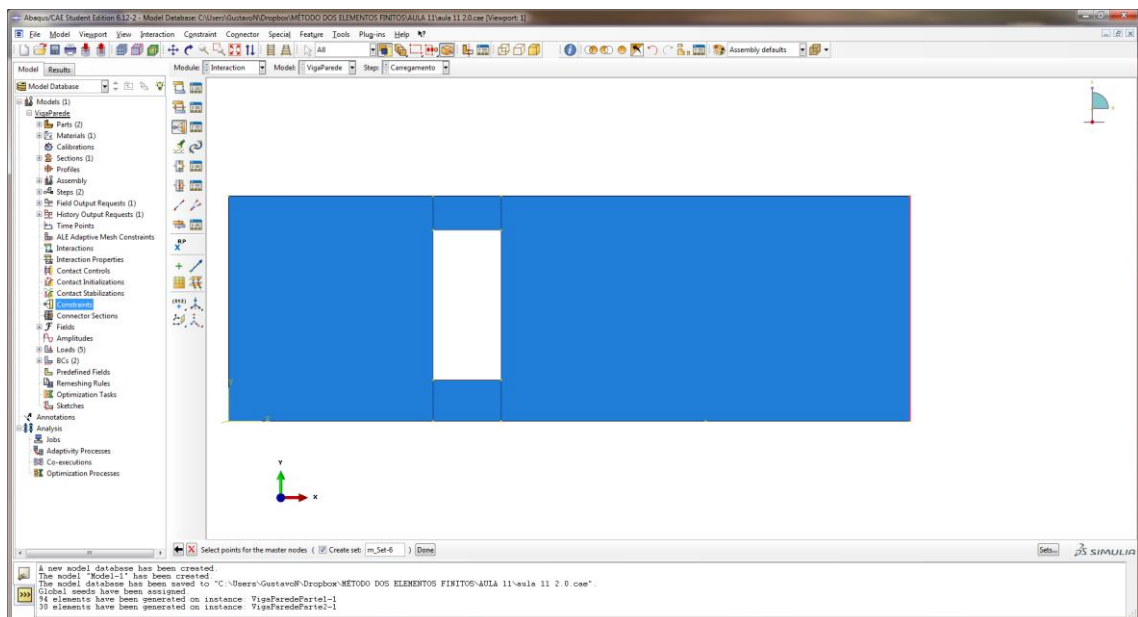 Abaqus/CAE Student Edition 6.12-2 - Model Database: C:\Users\GustavoN\Dropbox\MÉTODO DOS ELEMENTOS FINITOS\AULA 11\aula 11 2.0.cae [Viewport: 1]
File Model Viewport View Interaction Constraint Connector Special Feature Tools Plug-ins Help
All
Assembly defaults
Model Results
Module: Interaction Model: VigaParede Step: Carregamento
Model Database
Models (1)
VigaParede
Parts (2)
Materials (1)
Calibrations
Sections (1)
Profiles
Assembly
Steps (2)
Field Output Requests (1)
History Output Requests (1)
Time Points
ALE Adaptive Mesh Constraints
Interactions
Interaction Properties
Contact Controls
Contact Initializations
Contact Stabilizations
Constraints
Connector Sections
Fields
Amplitudes
Loads (5)
BCs (2)
Predefined Fields
Remeshing Rules
Optimization Tasks
Sketches
Annotations
Analysis
Jobs
Adaptivity Processes
Co-executions
Optimization Processes
RP
(XYZ)
Y
X
Y
X
Select points for the master nodes ( Create set: m_Set-6 ) Done
Sets...
SIMULIA
A new model database has been created.
The model "Model-1" has been created.
The model database has been saved to "C:\Users\GustavoN\Dropbox\MÉTODO DOS ELEMENTOS FINITOS\AULA 11\aula 11 2.0.cae".
Global seeds have been assigned.
94 elements have been generated on instance: VigaParedeParte1-1
30 elements have been generated on instance: VigaParedeParte2-1